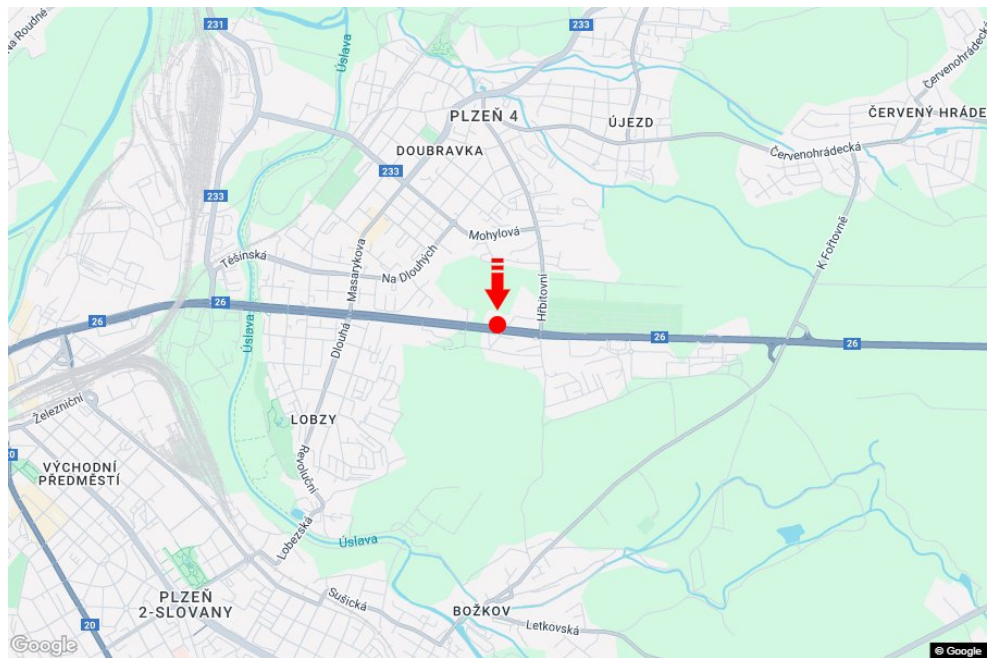 Na Roudné
231
Úslava
233
Červenohrádecká
PLZEŇ 4
ÚJEZD
ČERVENÝ HRÁDE
DOUBRAVKA
Červenohrádecká
233
233
Mohylová
K Fořtovně
Těšínská
Na Dlouhých
Masarykova
Hřbitovní
26
26
Úslava
Dlouhá
26
26
Železniční
LOBZY
20
VÝCHODNÍ
PŘEDMĚSTÍ
Revoluční
Lobezská
Úslava
PLZEŇ
2-SLOVANY
Sušická
BOŽKOV
Letkovská
20
Google
© Google